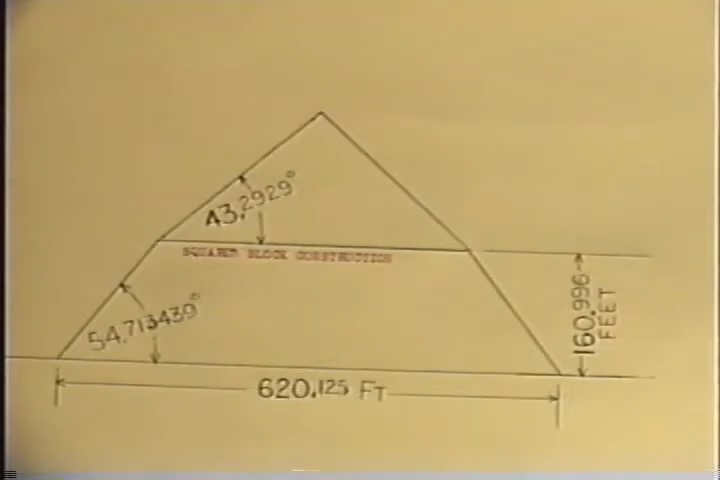 43.2929°
SQUARED BLOCK CONSTRUCTION
54.713439°
160.996
FEET
620.125 FT